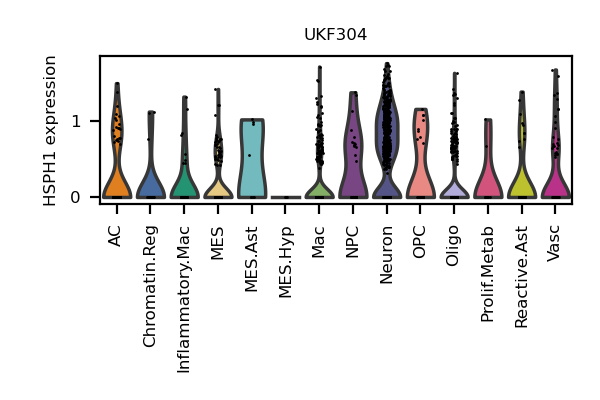 UKF304
HSPH1 expression
1
0
AC
Chromatin.Reg
Inflammatory.Mac
MES
MES.Ast
MES.Hyp
Mac
NPC
Neuron
OPC
Oligo
Prolif.Metab
Reactive.Ast
Vasc